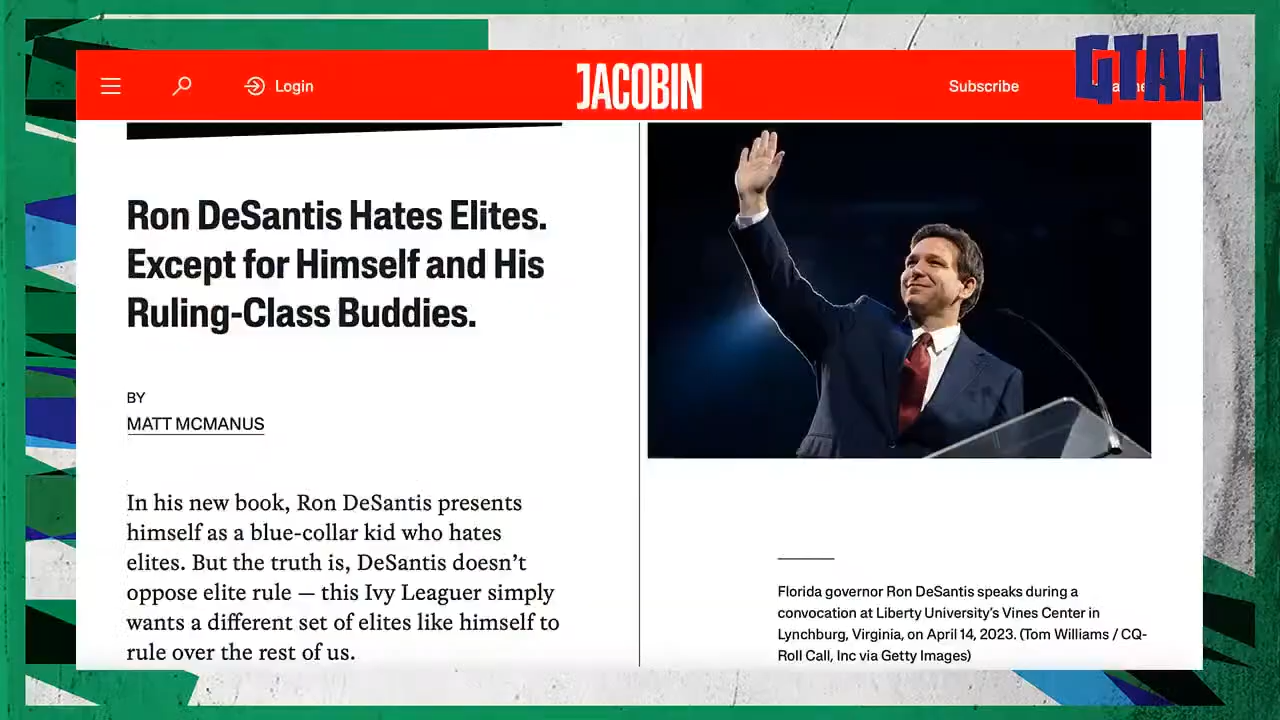 GTAA
Login
JACOBIN
Subscribe
Ron DeSantis Hates Elites.
Except for Himself and His
Ruling-Class Buddies.
BY
MATT MCMANUS
In his new book, Ron DeSantis presents
himself as a blue-collar kid who hates
elites. But the truth is, DeSantis doesn’t
oppose elite rule — this Ivy Leaguer simply
wants a different set of elites like himself to
rule over the rest of us.
Florida governor Ron DeSantis speaks during a
convocation at Liberty University’s Vines Center in
Lynchburg, Virginia, on April 14, 2023. (Tom Williams / CQ-
Roll Call, Inc via Getty Images)